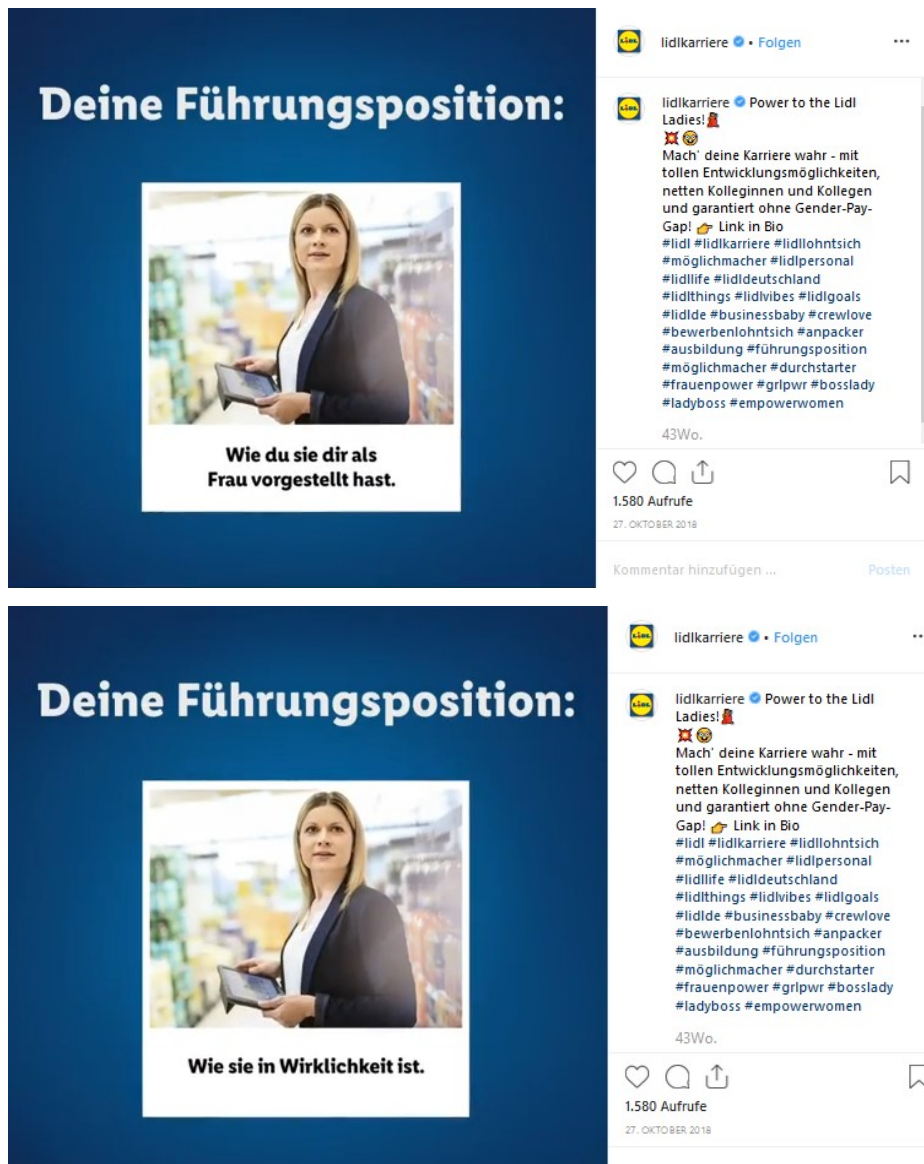 Deine Führungsposition:
Wie du sie dir als
Frau vorgestellt hast.
lidlkarriere • Folgen
lidlkarriere Power to the Lidl
Ladies!
Mach' deine Karriere wahr - mit
tollen Entwicklungsmöglichkeiten,
netten Kolleginnen und Kollegen
und garantiert ohne Gender-Pay-
Gap! Link in Bio
#lidl #lidlkarriere #lidllohntsich
#möglichmacher #lidlpersonal
#lidllife #lidldeutschland
#lidlthings #lidlvibes #lidlgoals
#lidlde #businessbaby #crewlove
#bewerbenlohntsich #anpacker
#ausbildung #führungsposition
#möglichmacher #durchstarter
#frauenpower #grlpwr #bosslady
#ladyboss #empowerwomen
43Wo.
1.580 Aufrufe
27. OKTOBER 2018
Kommentar hinzufügen ... Posten
Deine Führungsposition:
Wie sie in Wirklichkeit ist.
lidlkarriere • Folgen
lidlkarriere Power to the Lidl
Ladies!
Mach' deine Karriere wahr - mit
tollen Entwicklungsmöglichkeiten,
netten Kolleginnen und Kollegen
und garantiert ohne Gender-Pay-
Gap! Link in Bio
#lidl #lidlkarriere #lidllohntsich
#möglichmacher #lidlpersonal
#lidllife #lidldeutschland
#lidlthings #lidlvibes #lidlgoals
#lidlde #businessbaby #crewlove
#bewerbenlohntsich #anpacker
#ausbildung #führungsposition
#möglichmacher #durchstarter
#frauenpower #grlpwr #bosslady
#ladyboss #empowerwomen
43Wo.
1.580 Aufrufe
27. OKTOBER 2018